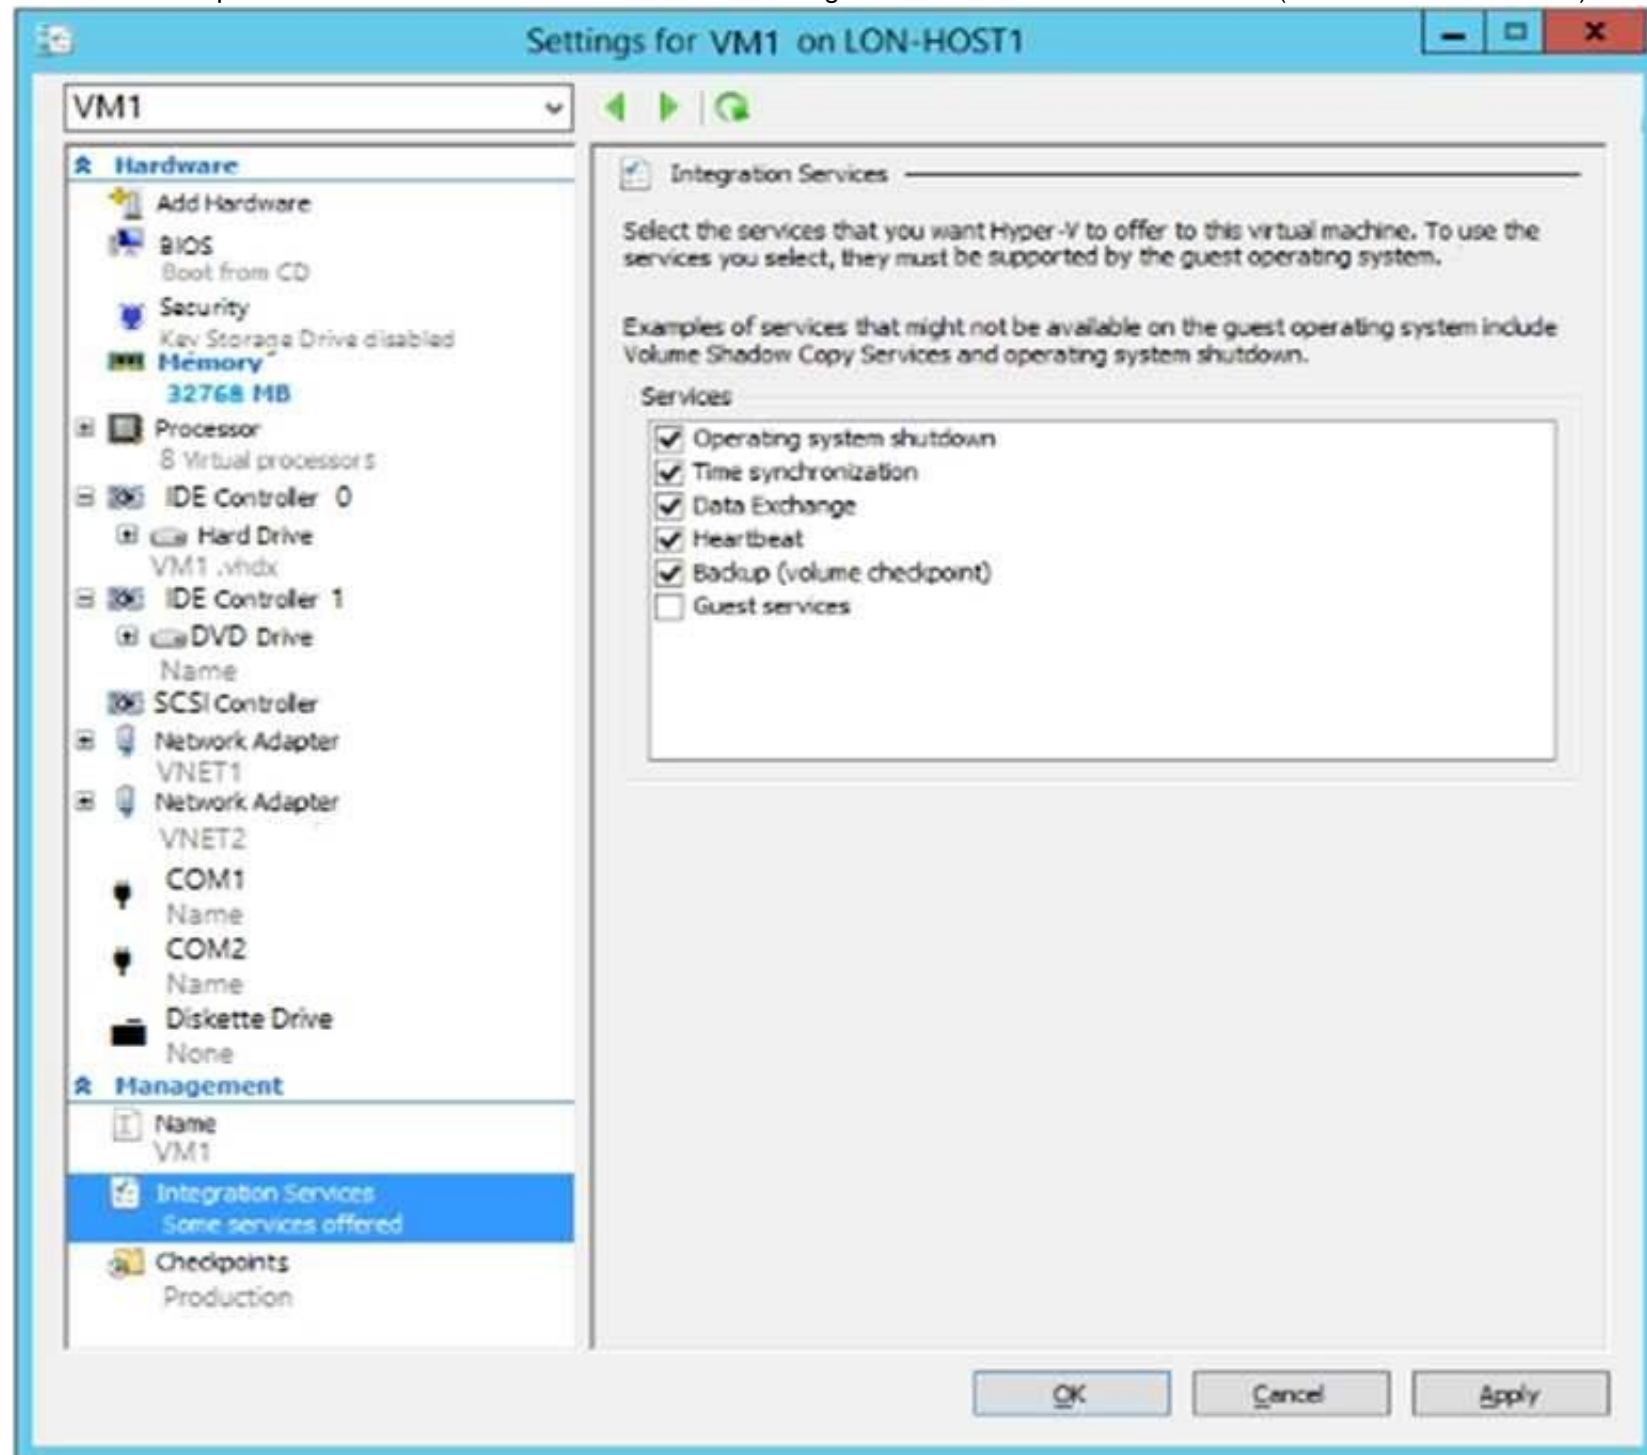 Settings for VM1 on LON-HOST1
VM1
Hardware
Add Hardware
BIOS
Boot from CD
Security
Key Storage Drive disabled
Memory
32768 MB
Processor
8 Virtual processors
IDE Controller 0
Hard Drive
VM1 .vhdx
IDE Controller 1
DVD Drive
Name
SCSI Controller
Network Adapter
VNET1
Network Adapter
VNET2
COM1
Name
COM2
Name
Diskette Drive
None
Management
Name
VM1
Integration Services
Some services offered
Checkpoints
Production
Integration Services
Select the services that you want Hyper-V to offer to this virtual machine. To use the
services you select, they must be supported by the guest operating system.
Examples of services that might not be available on the guest operating system include
Volume Shadow Copy Services and operating system shutdown.
Services
Operating system shutdown
Time synchronization
Data Exchange
Heartbeat
Backup (volume checkpoint)
Guest services
OK
Cancel
Apply